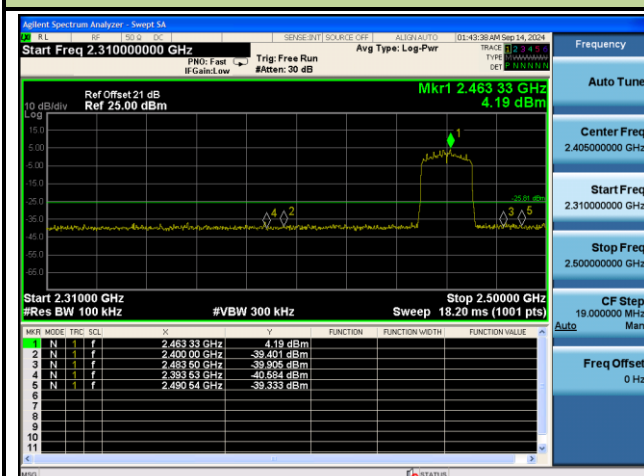 Agilent Spectrum Analyzer - Swept SA
RL RF 50 Ω DC SENSE:INT SOURCE OFF ALIGN AUTO 01:43:38 AM Sep 14, 2024
Start Freq 2.310000000 GHz
PNO: Fast
IFGain:Low
Trig: Free Run
#Atten: 30 dB
Avg Type: Log-Pwr
TRACE 1 2 3 4 5 6
TYPE MWWWWW
DET P NNNNN
Ref Offset 21 dB
10 dB/div Ref 25.00 dBm
Log
Mkr1 2.463 33 GHz
4.19 dBm
15.0
5.00
-5.00
-15.0
-25.0
-35.0
-45.0
-55.0
-65.0
1
-25.81 dBm
4 2 3 5
Start 2.31000 GHz
Stop 2.50000 GHz
#Res BW 100 kHz #VBW 300 kHz Sweep 18.20 ms (1001 pts)
MKR MODE TRC SCL X Y FUNCTION FUNCTION WIDTH FUNCTION VALUE
1 N 1 f 2.463 33 GHz 4.19 dBm
2 N 1 f 2.400 00 GHz -39.401 dBm
3 N 1 f 2.483 50 GHz -39.905 dBm
4 N 1 f 2.393 53 GHz -40.584 dBm
5 N 1 f 2.490 54 GHz -39.333 dBm
6
7
8
9
10
11
MSG STATUS
Frequency
Auto Tune
Center Freq
2.405000000 GHz
Start Freq
2.310000000 GHz
Stop Freq
2.500000000 GHz
CF Step
19.000000 MHz
Auto Man
Freq Offset
0 Hz